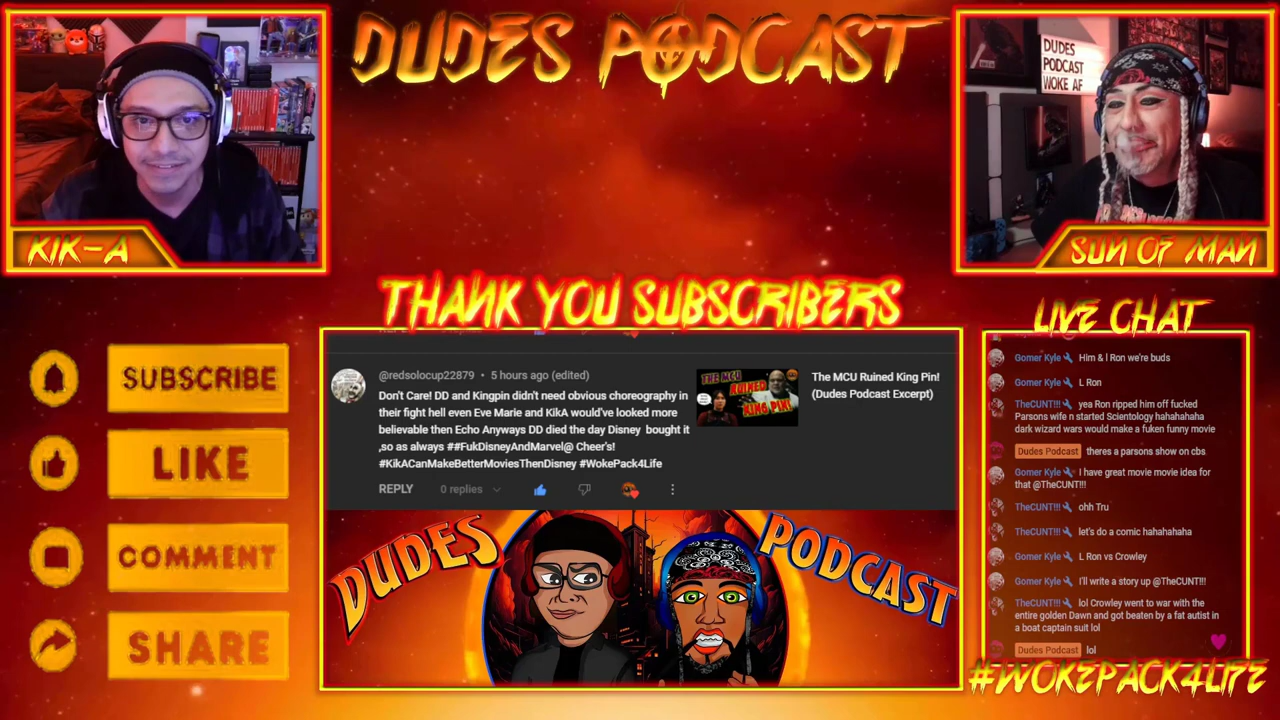 DUDES PODCAST
DUDES
PODCAST
WOKE AF
KIK-A
SUN OF MAN
THANK YOU SUBSCRIBERS
SUBSCRIBE
LIKE
COMMENT
SHARE
@redsolocup22879 • 5 hours ago (edited)
Don't Care! DD and Kingpin didn't need obvious choreography in
their fight hell even Eve Marie and KikA would've looked more
believable then Echo Anyways DD died the day Disney bought it
,so as always ##FukDisneyAndMarvel@ Cheer's!
#KikACanMakeBetterMoviesThenDisney #WokePack4Life
REPLY 0 replies
THE MCU
RUINED
KING PIN!
The MCU Ruined King Pin!
(Dudes Podcast Excerpt)
DUDES PODCAST
LIVE CHAT
Gomer Kyle Him & l Ron we're buds
Gomer Kyle L Ron
TheCUNT!!! yea Ron ripped him off fucked
Parsons wife n started Scientology hahahahaha
dark wizard wars would make a fuken funny movie
Dudes Podcast theres a parsons show on cbs
Gomer Kyle I have great movie movie idea for
that @TheCUNT!!!
TheCUNT!!! ohh Tru
TheCUNT!!! let's do a comic hahahahaha
Gomer Kyle L Ron vs Crowley
Gomer Kyle I'll write a story up @TheCUNT!!!
TheCUNT!!! lol Crowley went to war with the
entire golden Dawn and got beaten by a fat autist in
a boat captain suit lol
Dudes Podcast lol
#WOKEPACK4LIFE